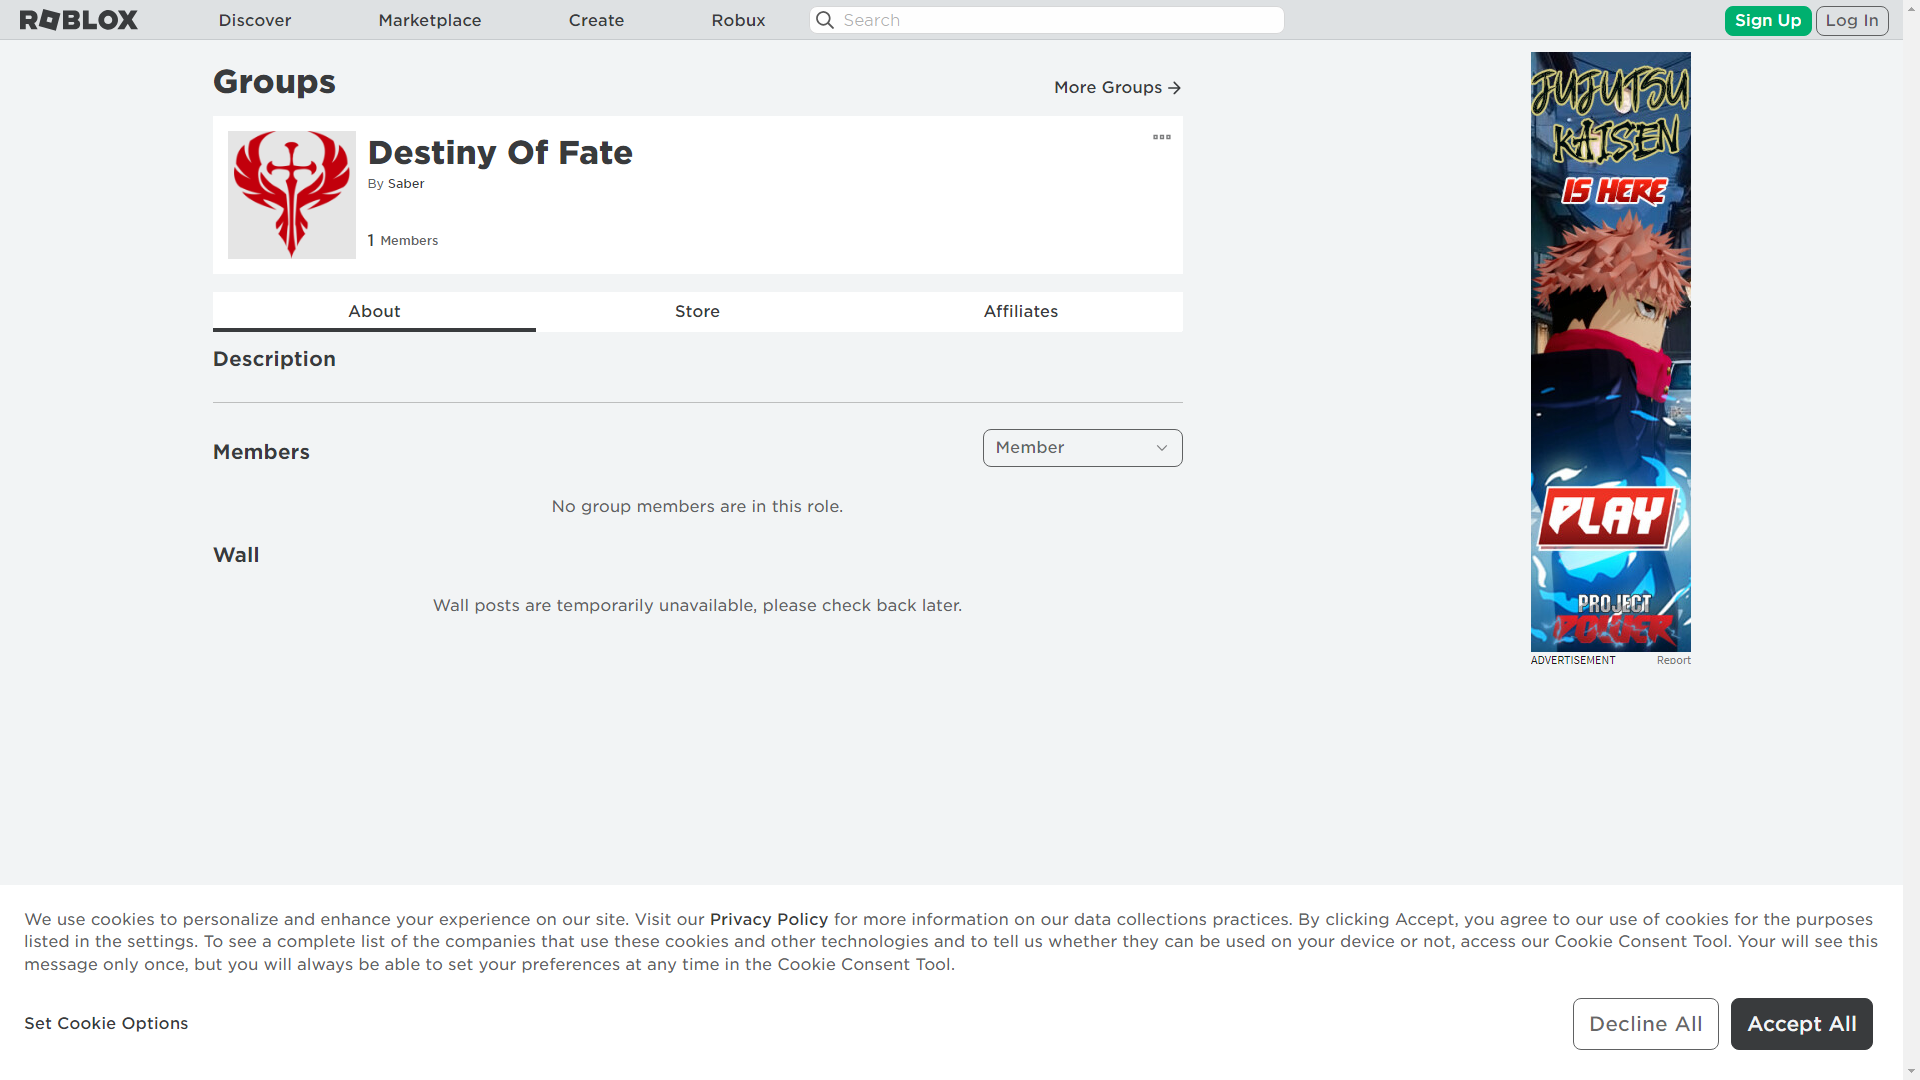 ROBLOX Discover Marketplace Create Robux Search Sign Up Log In
Groups
More Groups
Destiny Of Fate
By Saber
1 Members
About Store Affiliates
Description
Members
Member
No group members are in this role.
Wall
Wall posts are temporarily unavailable, please check back later.
JUJUTSU
KAISEN
IS HERE
PLAY
PROJECT
POWER
ADVERTISEMENT Report
We use cookies to personalize and enhance your experience on our site. Visit our Privacy Policy for more information on our data collections practices. By clicking Accept, you agree to our use of cookies for the purposes
listed in the settings. To see a complete list of the companies that use these cookies and other technologies and to tell us whether they can be used on your device or not, access our Cookie Consent Tool. Your will see this
message only once, but you will always be able to set your preferences at any time in the Cookie Consent Tool.
Set Cookie Options
Decline All
Accept All